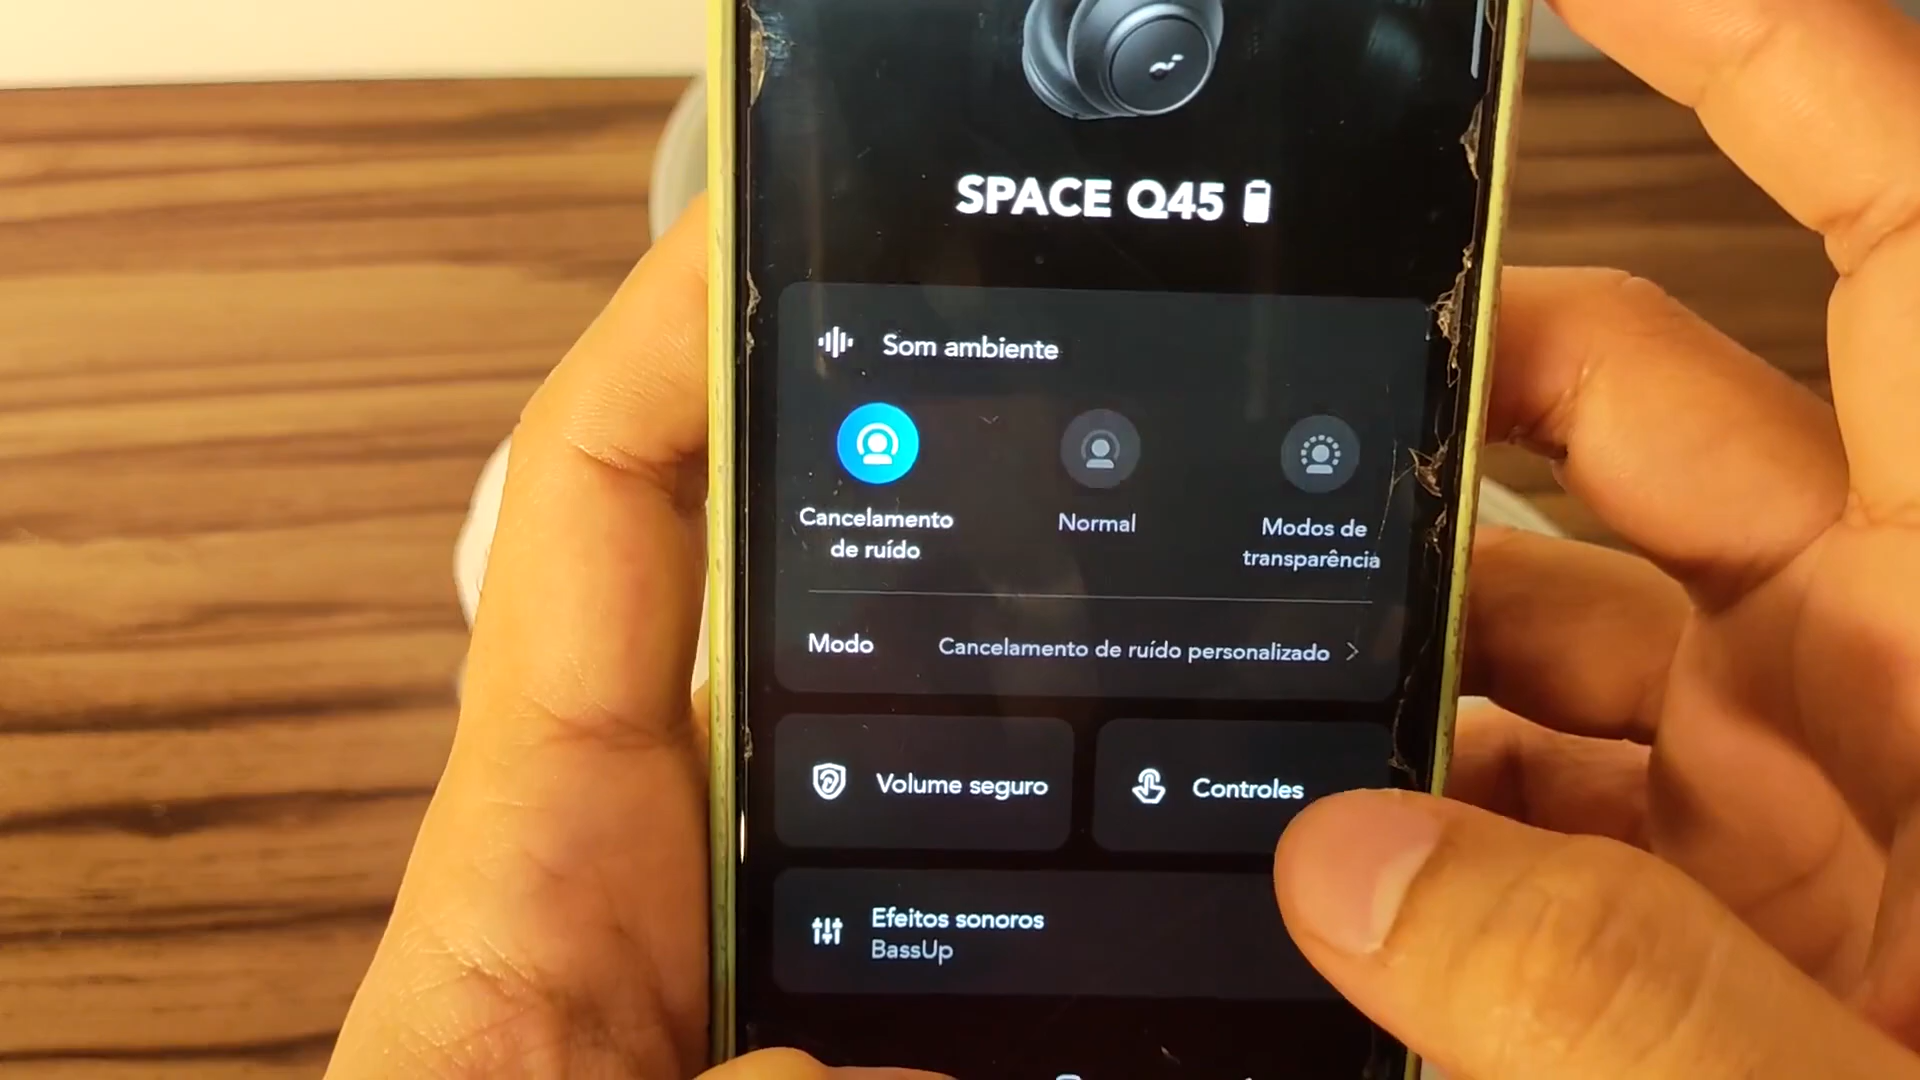 SPACE Q45
Som ambiente
Cancelamento
de ruído
Normal
Modos de
transparência
Modo
Cancelamento de ruído personalizado
Volume seguro
Controles
Efeitos sonoros
BassUp